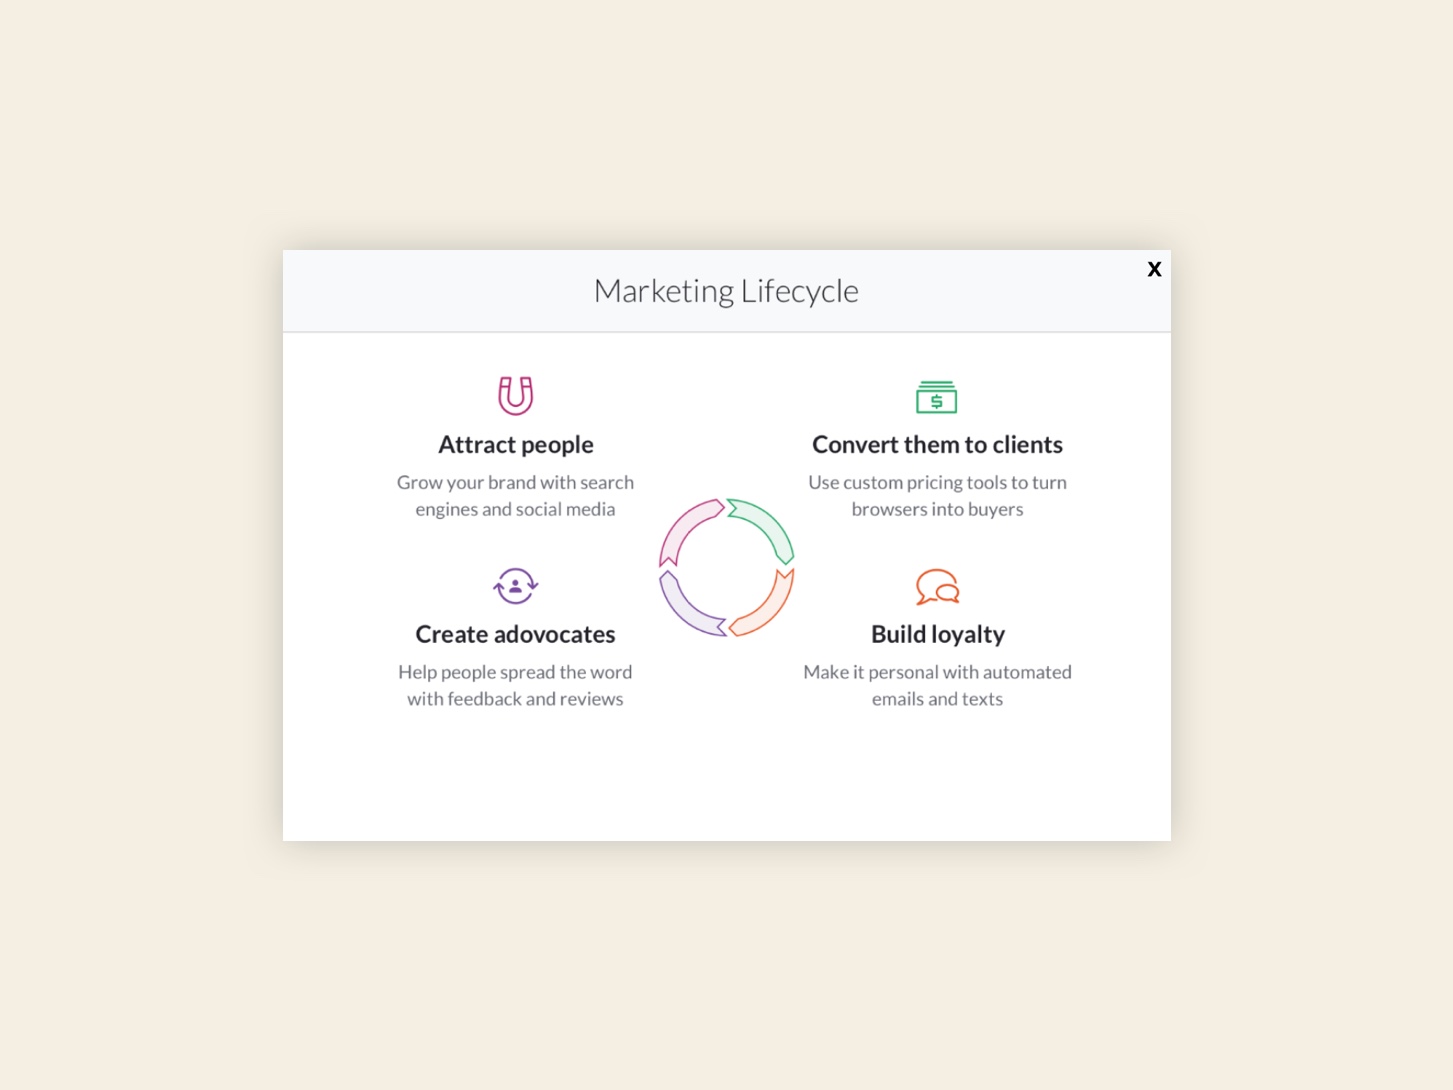 Marketing Lifecycle
X
Attract people
Grow your brand with search
engines and social media
Convert them to clients
$
Use custom pricing tools to turn
browsers into buyers
Create adovocates
Help people spread the word
with feedback and reviews
Build loyalty
Make it personal with automated
emails and texts